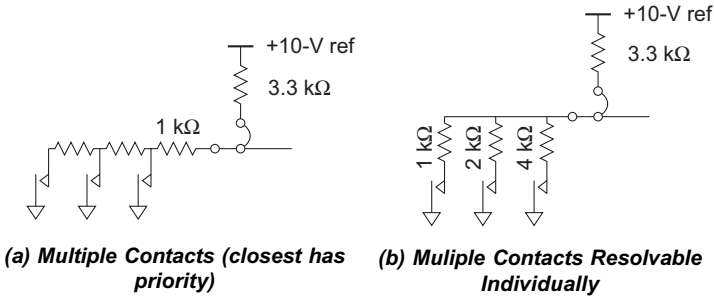 +10-V ref
3.3 kΩ
1 kΩ
(a) Multiple Contacts (closest has
priority)
+10-V ref
3.3 kΩ
1 kΩ
2 kΩ
4 kΩ
(b) Muliple Contacts Resolvable
Individually